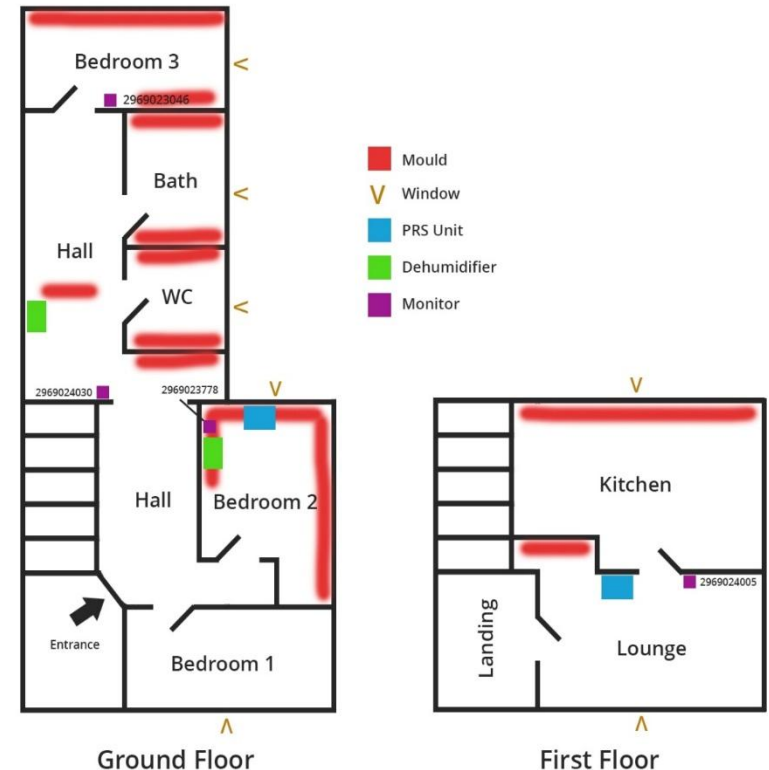 Bedroom 3
2969023046
Bath
Hall
WC
2969024030
2969023778
Hall
Bedroom 2
Entrance
Bedroom 1
Ground Floor
Mould
Window
PRS Unit
Dehumidifier
Monitor
Kitchen
2969024005
Landing
Lounge
First Floor